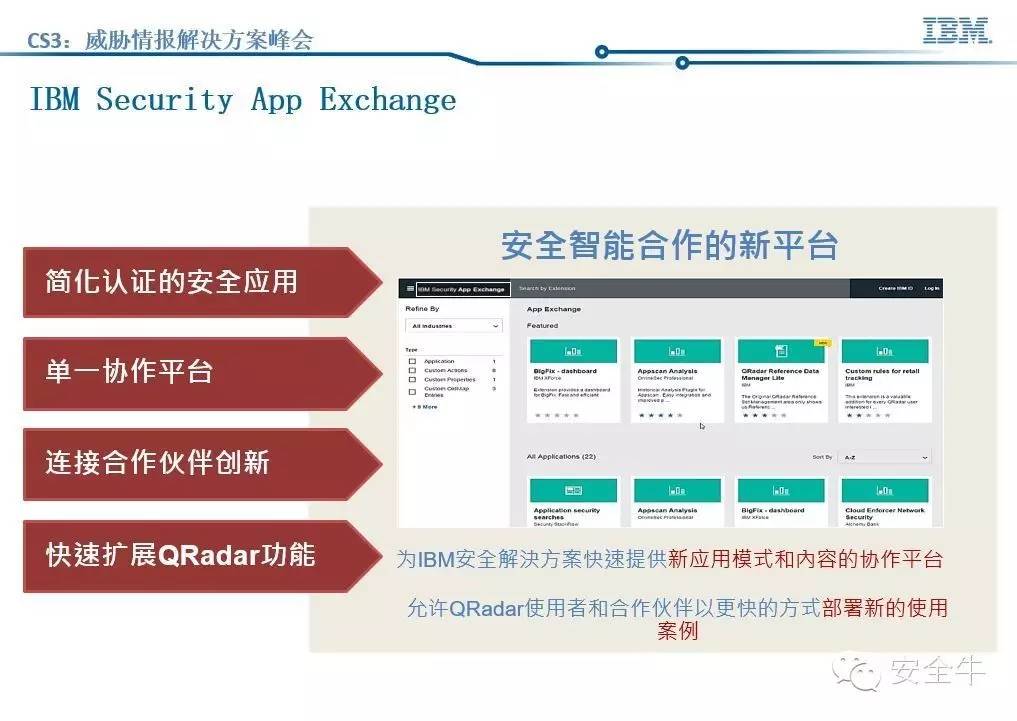 CS3：威胁情报解决方案峰会
IBM
IBM Security App Exchange
简化认证的安全应用
单一协作平台
连接合作伙伴创新
快速扩展QRadar功能
安全智能合作的新平台
IBM Security App Exchange
Search by Extension
Create IBM ID
Log in
Refine By
All Industries
Type
Application 1
Custom Actions 8
Custom Properties 1
Custom QidMap 3
Entries
+ 8 More
App Exchange
Featured
BigFix - dashboard
IBM XForce
Extension provides a dashboard
for BigFix. Fast and efficient
Appscan Analysis
OnlineSec Professional
Historical Analysis Plugin for
Appscan. Easy integration and
improved p ...
QRadar Reference Data
Manager Lite
IBM
The Original QRadar Reference
Set Management area only shows
us Referenc ...
Custom rules for retail
tracking
IBM
This extension is a valuable
addition for every QRadar user
interested i ...
All Applications (22)
Sort By
A-Z
Application security
searches
Security StackFlow
Appscan Analysis
OnlineSec Professional
BigFix - dashboard
IBM XForce
Cloud Enforcer Network
Security
Alchemy Bank
为IBM安全解決方案快速提供新应用模式和內容的协作平台
允许QRadar使用者和合作伙伴以更快的方式部署新的使用
案例
安全牛